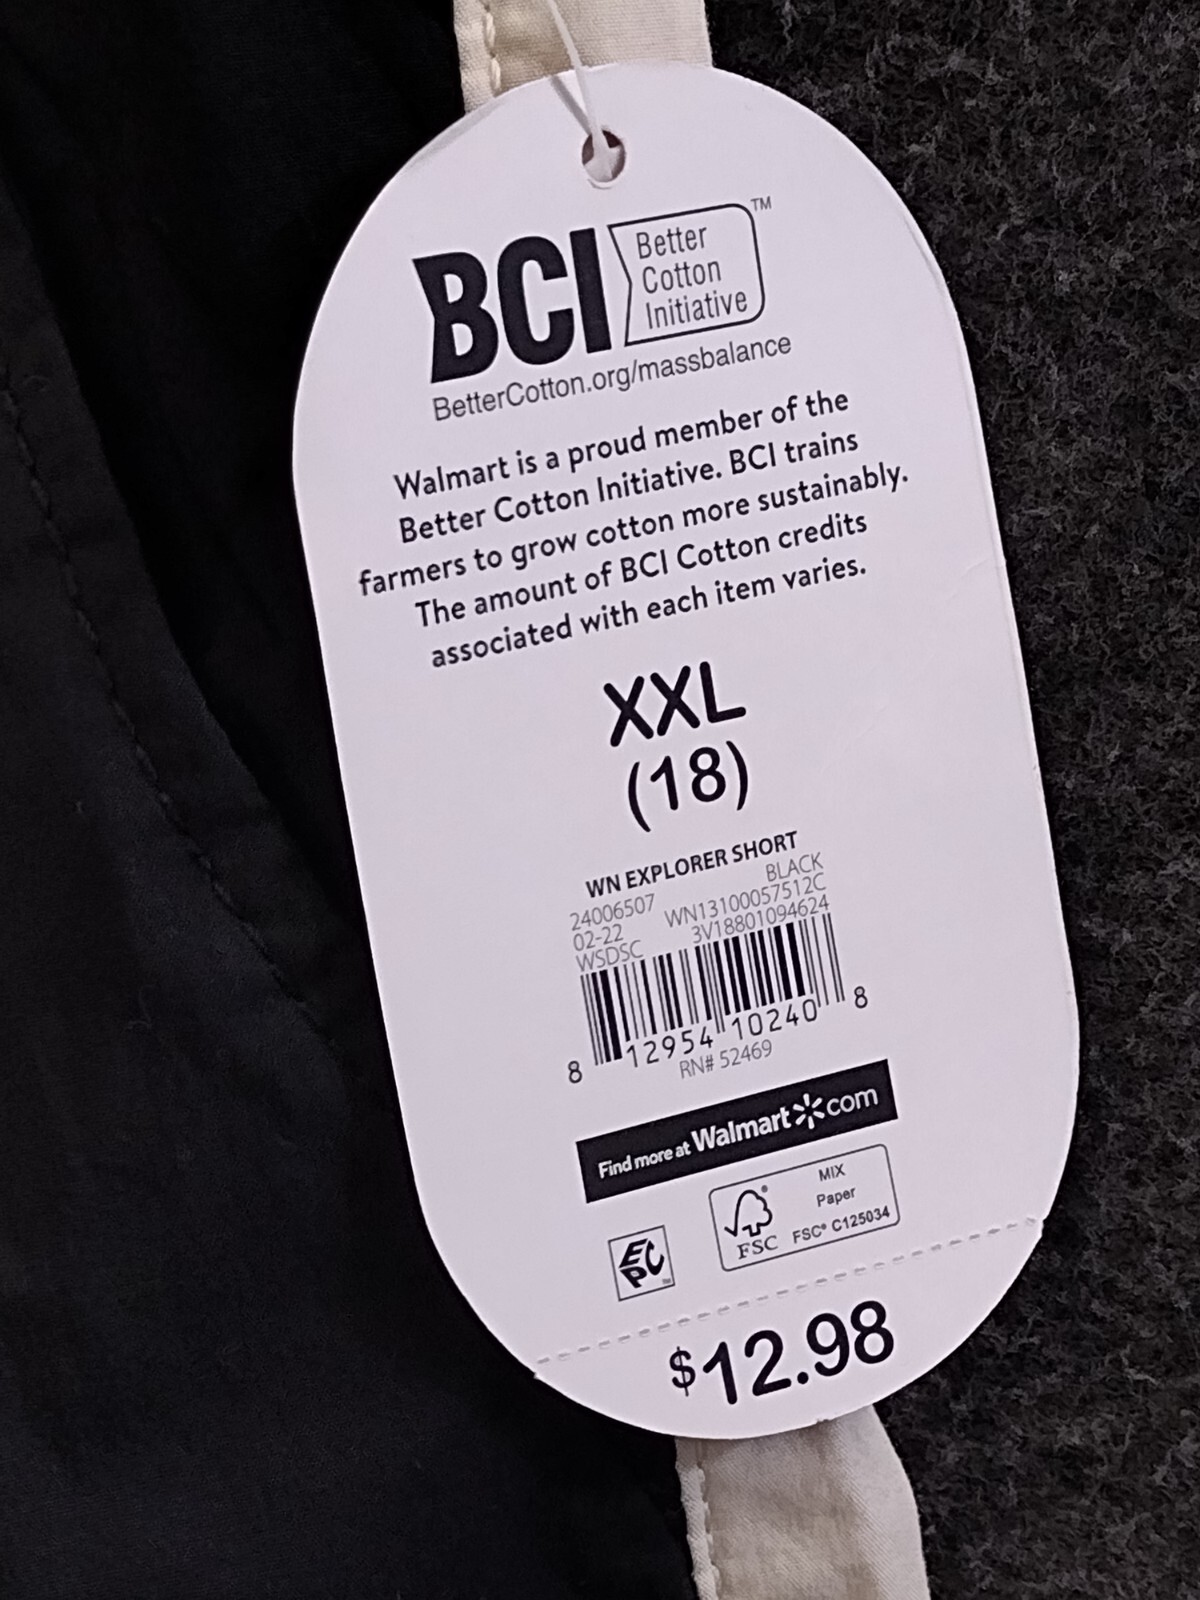 BCI Better Cotton Initiative™
BetterCotton.org/massbalance
Walmart is a proud member of the
Better Cotton Initiative. BCI trains
farmers to grow cotton more sustainably.
The amount of BCI Cotton credits
associated with each item varies.
XXL
(18)
WN EXPLORER SHORT
BLACK
24006507 WN13100057512C
02-22 3V18801094624
WSDSC
8 12954 10240 8
RN# 52469
Find more at Walmart.com
EPC™
FSC®
FSC
MIX
Paper
FSC® C125034
$12.98